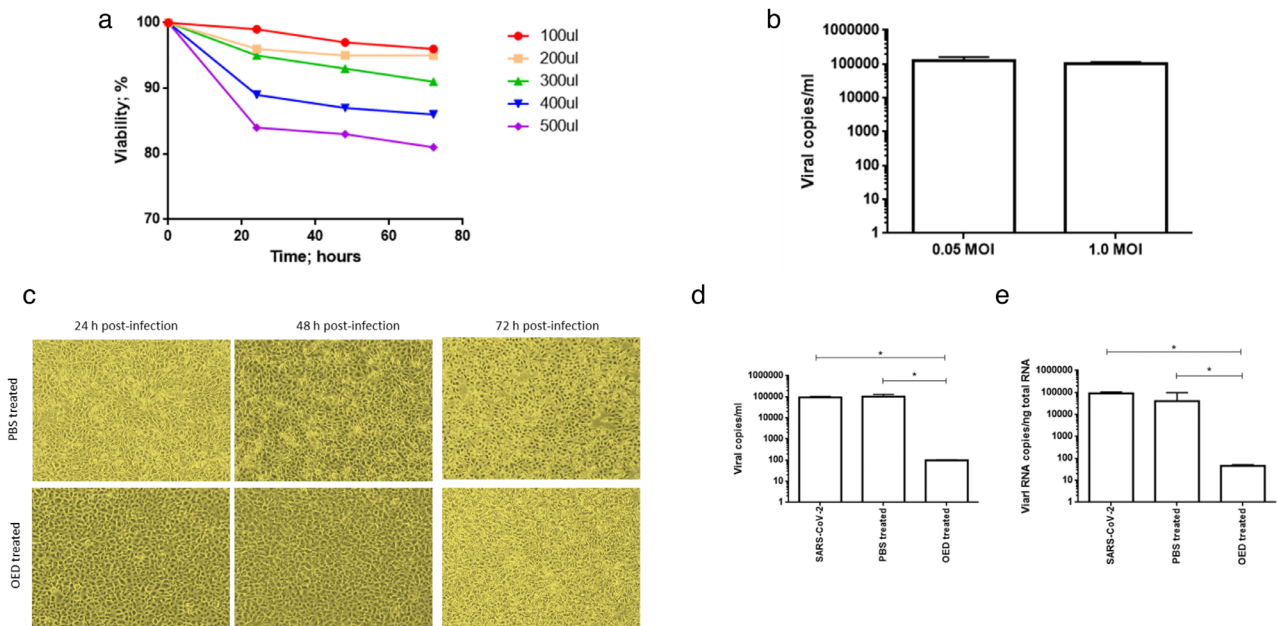 a
100
90
80
70
Viability; %
0
20
40
60
80
Time; hours
100ul
200ul
300ul
400ul
500ul
b
1000000
100000
10000
1000
100
10
1
Viral copies/ml
0.05 MOI
1.0 MOI
c
24 h post-infection
48 h post-infection
72 h post-infection
PBS treated
OED treated
d
*
*
1000000
100000
10000
1000
100
10
1
Viral copies/ml
SARS-CoV-2
PBS treated
OED treated
e
*
*
1000000
100000
10000
1000
100
10
1
Viarl RNA copies/ng total RNA
SARS-CoV-2
PBS treated
OED treated